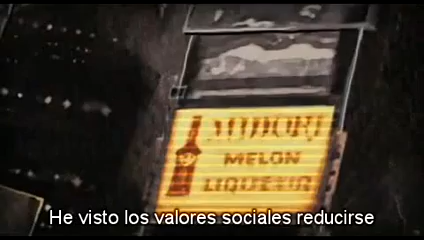 MIDORI
MELON
LIQUEUR
He visto los valores sociales reducirse